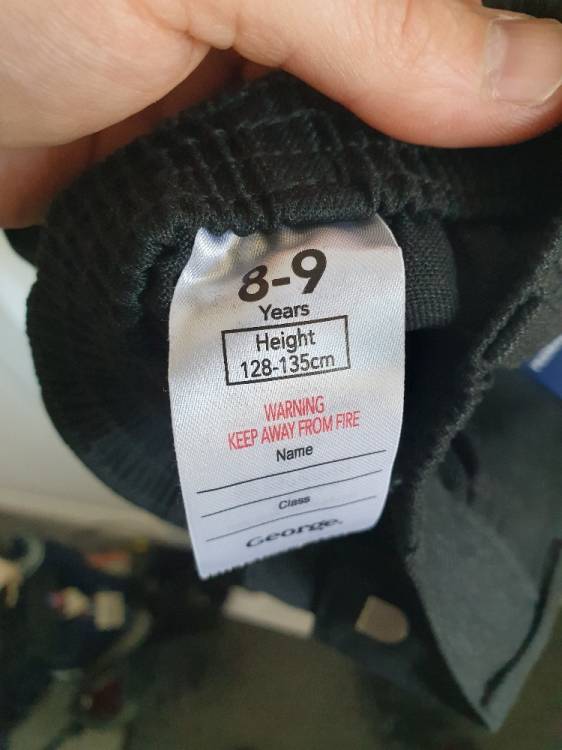 8-9
Years
Height
128-135cm
WARNING
KEEP AWAY FROM FIRE
Name
Class
George.